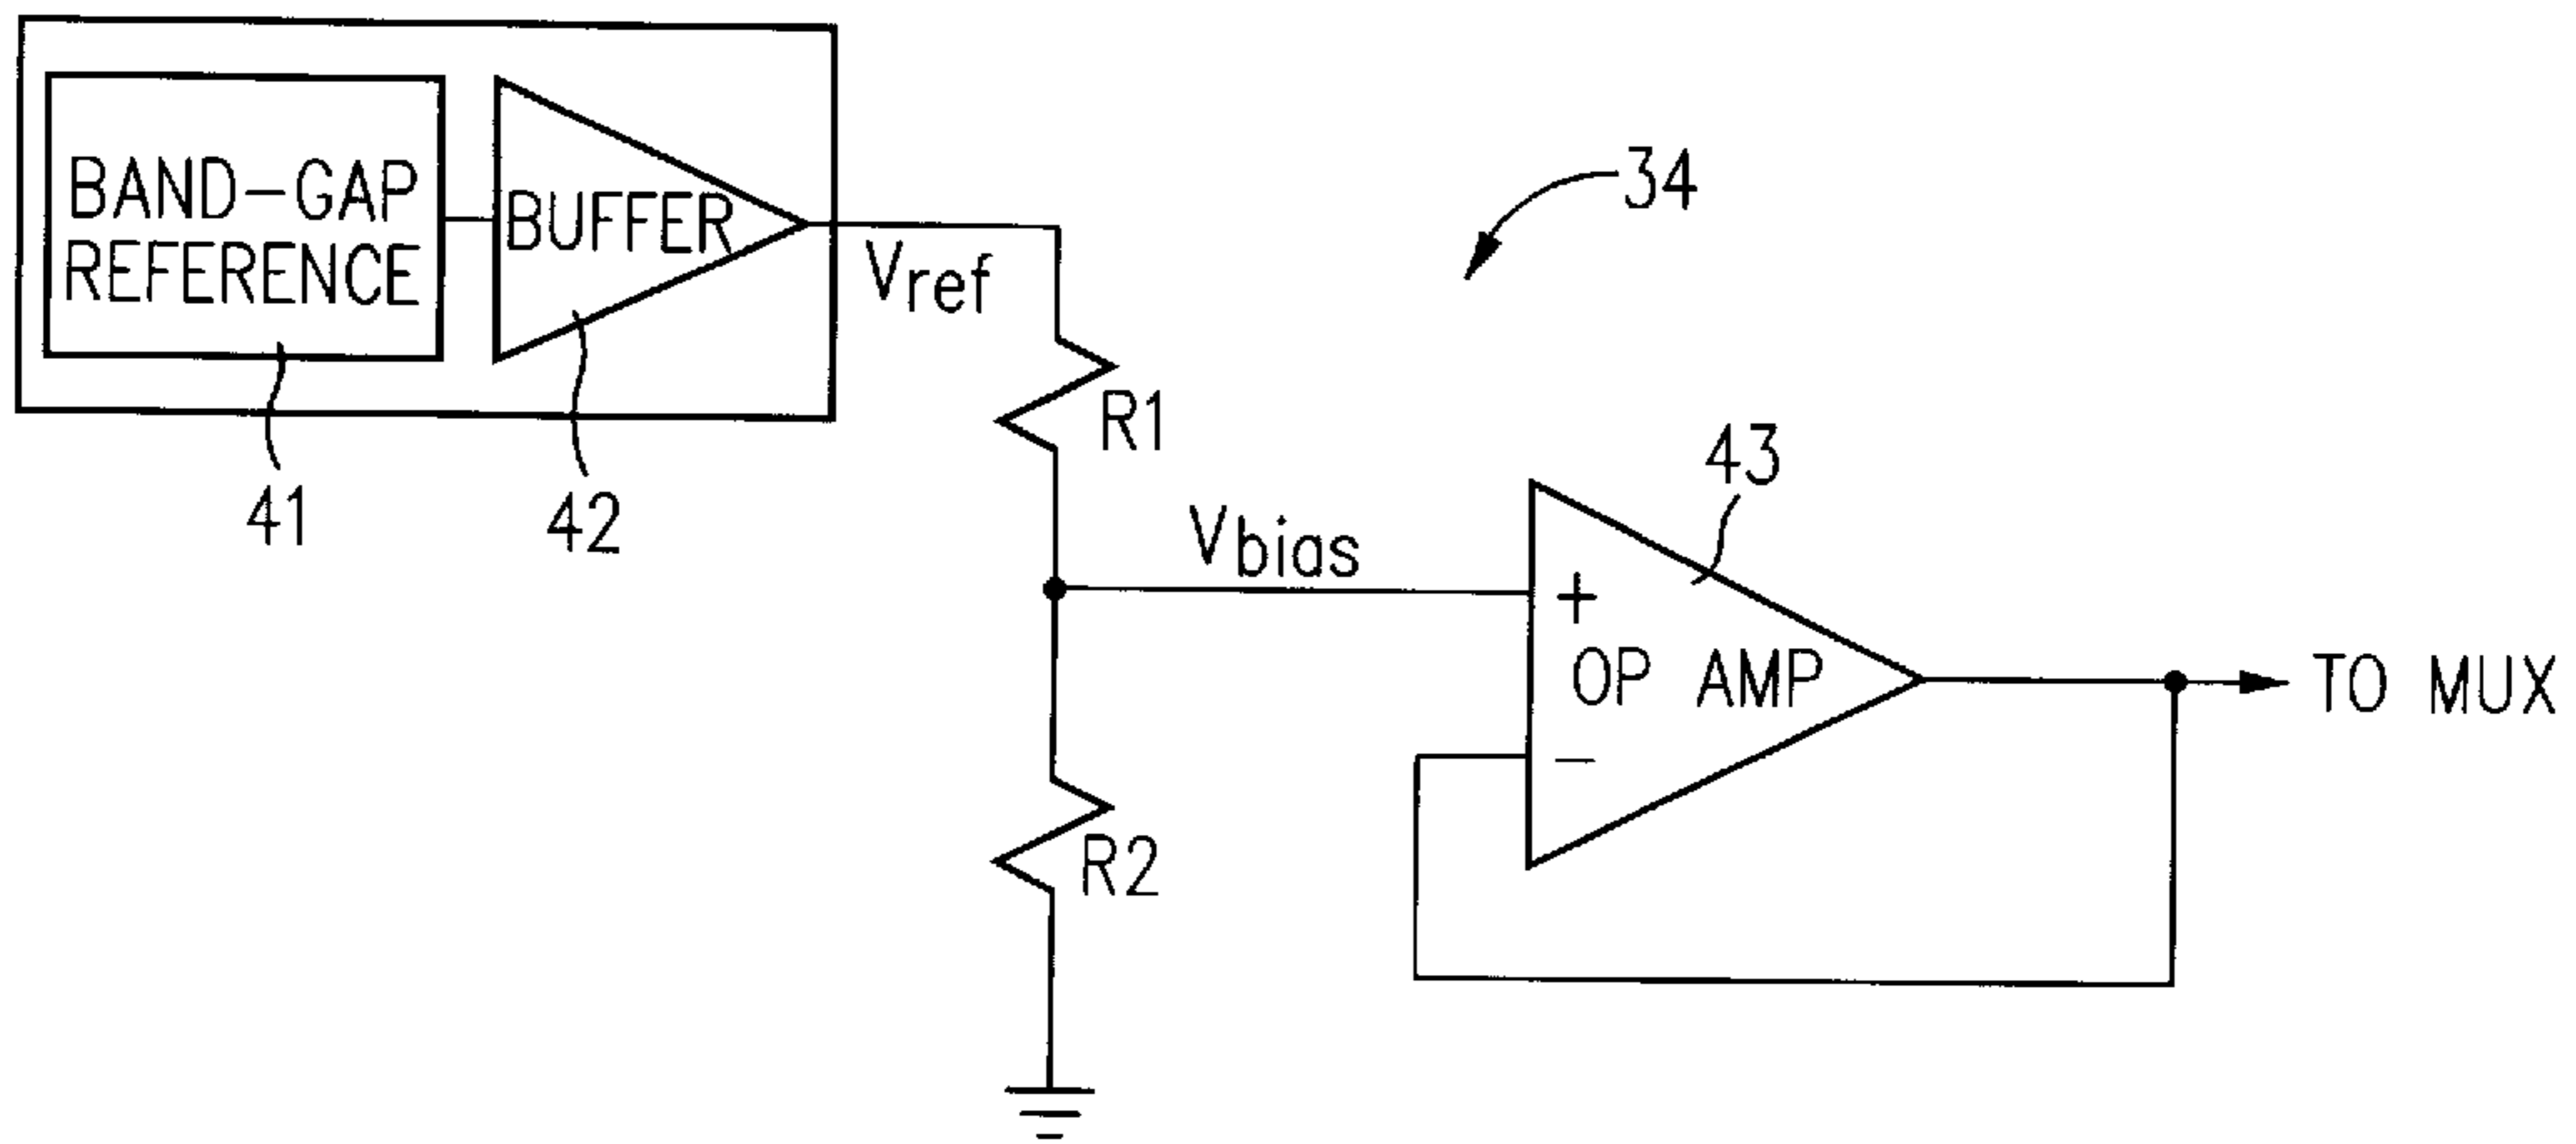 BAND-GAP
REFERENCE
BUFFER
Vref
34
R1
41
42
43
Vbias
+
OP AMP
−
TO MUX
R2